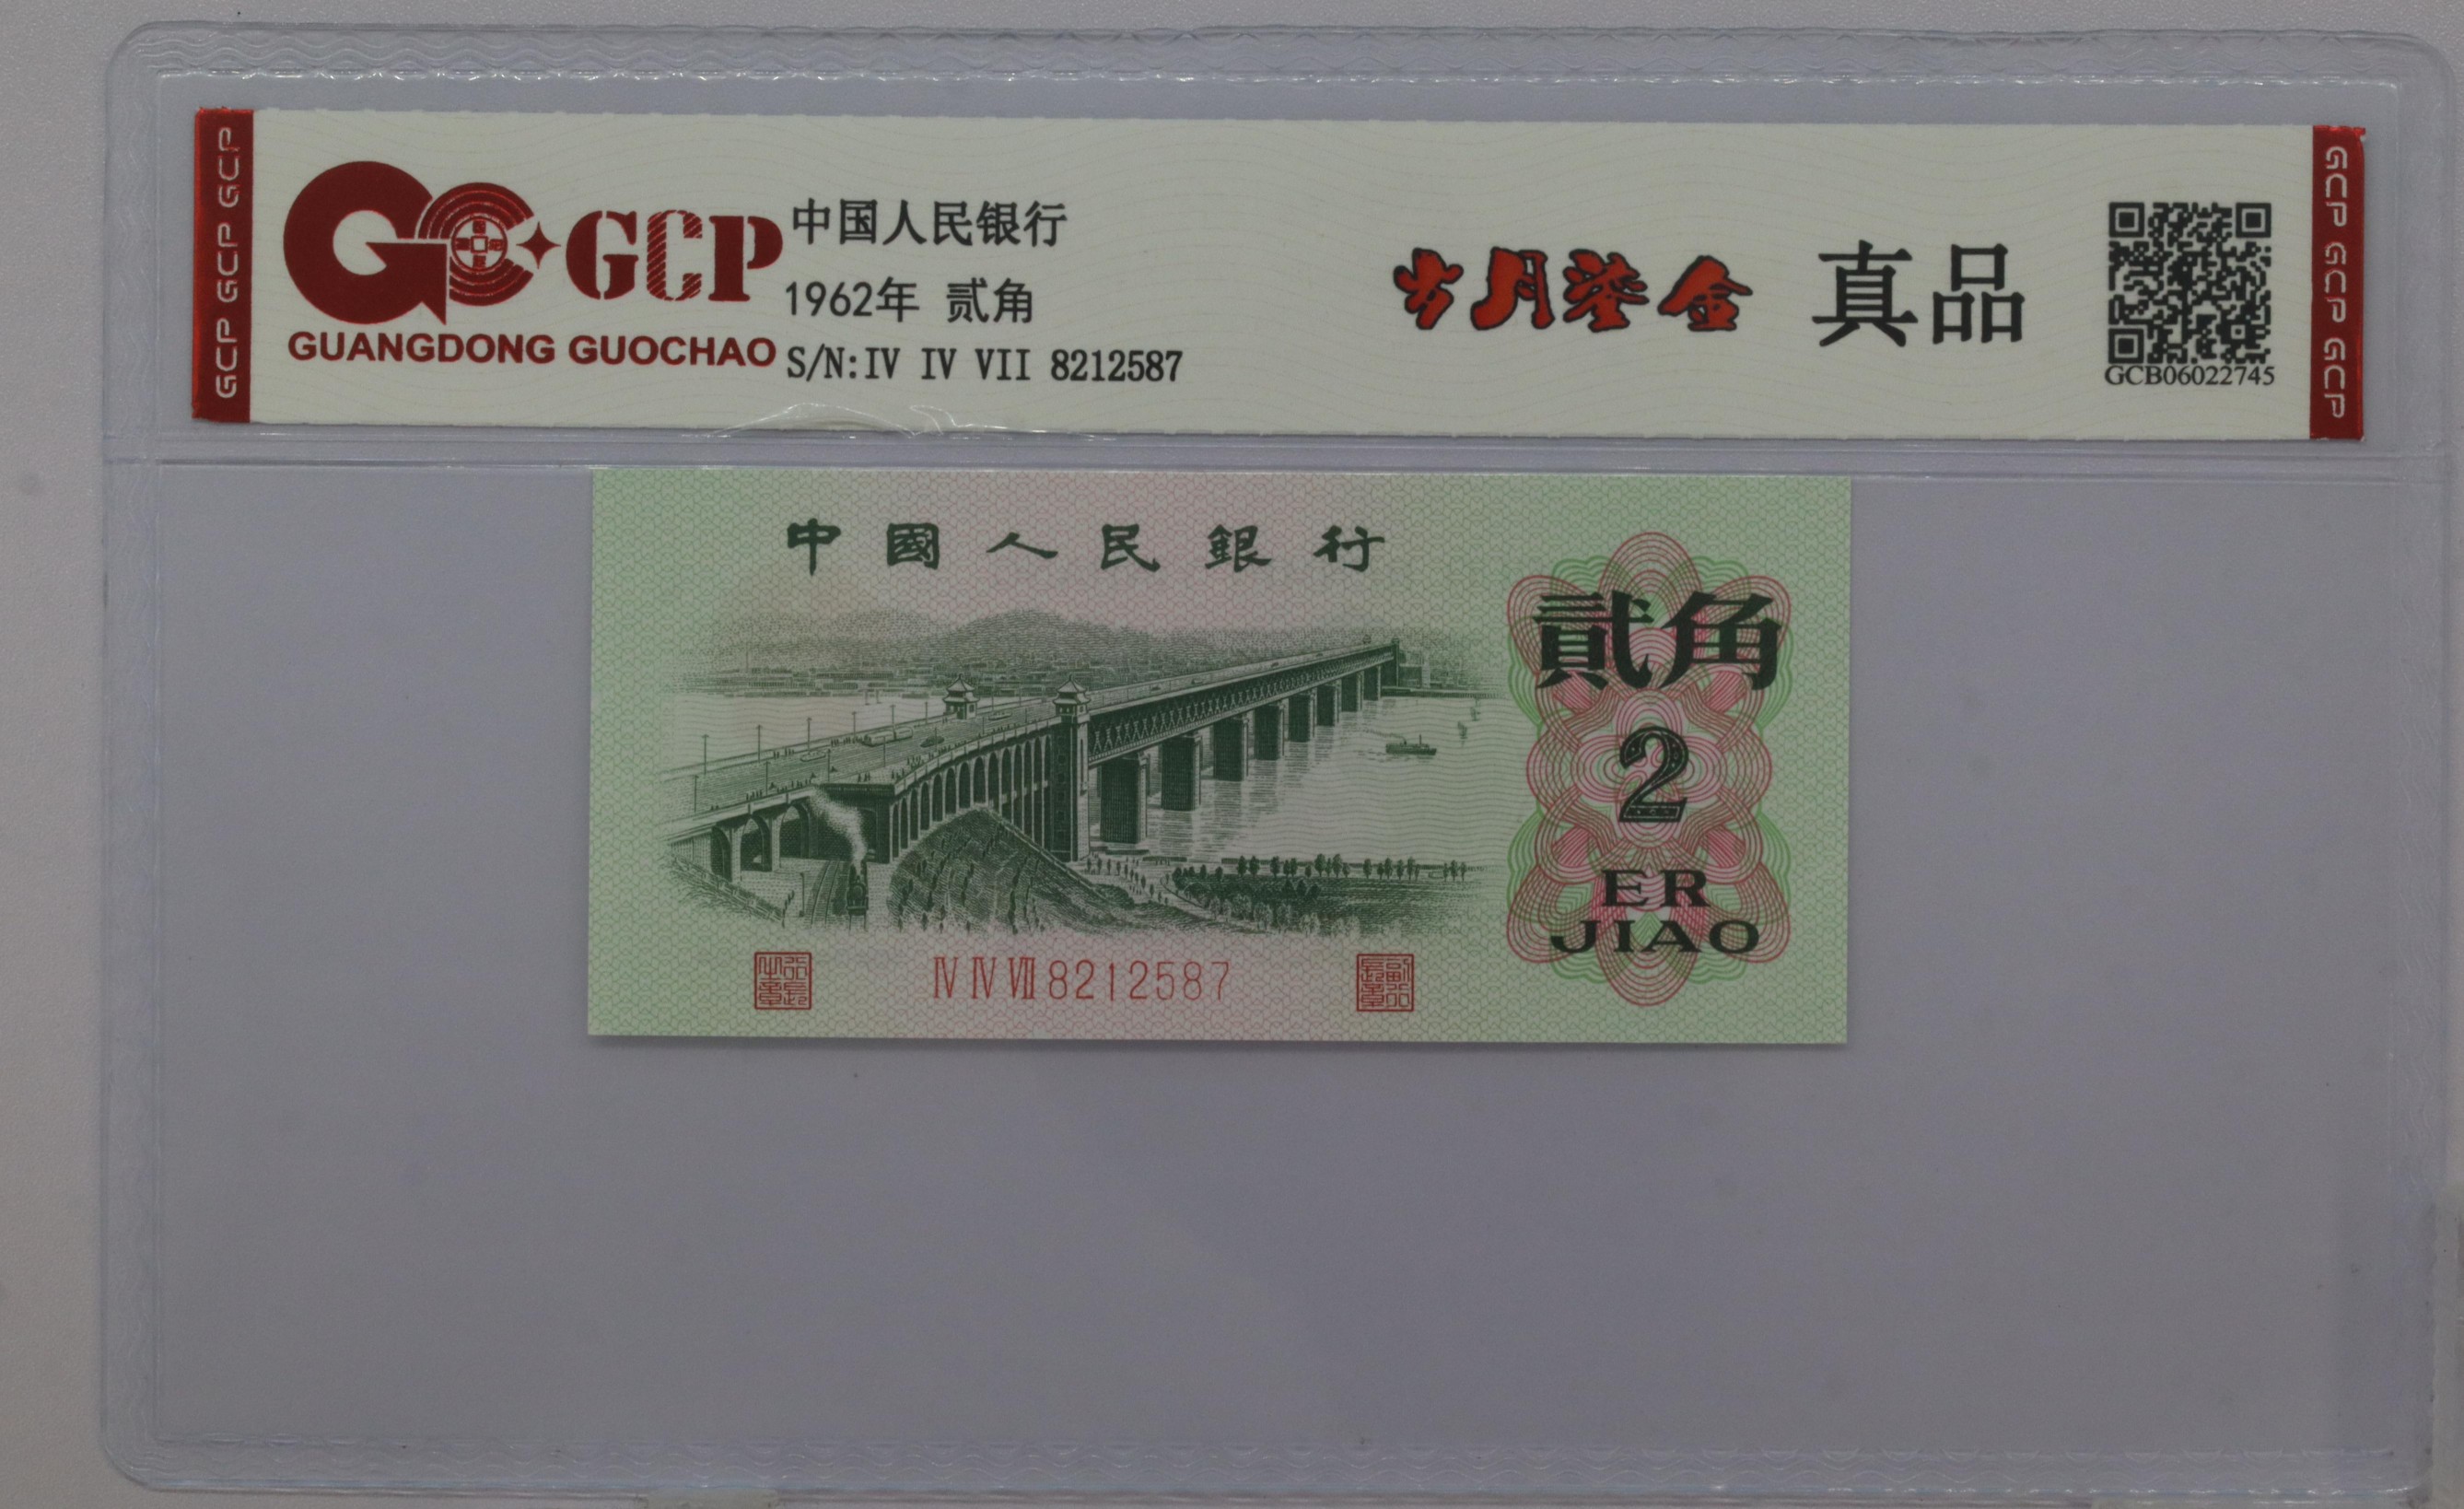 GCP GCP GCP
GCP
GUANGDONG GUOCHAO
中国人民银行
1962年 贰角
S/N:IV IV VII 8212587
岁月鎏金 真品
GCB06022745
GCP GCP GCP
中國人民銀行
貳角
2
ER
JIAO
IV IV VII 8212587